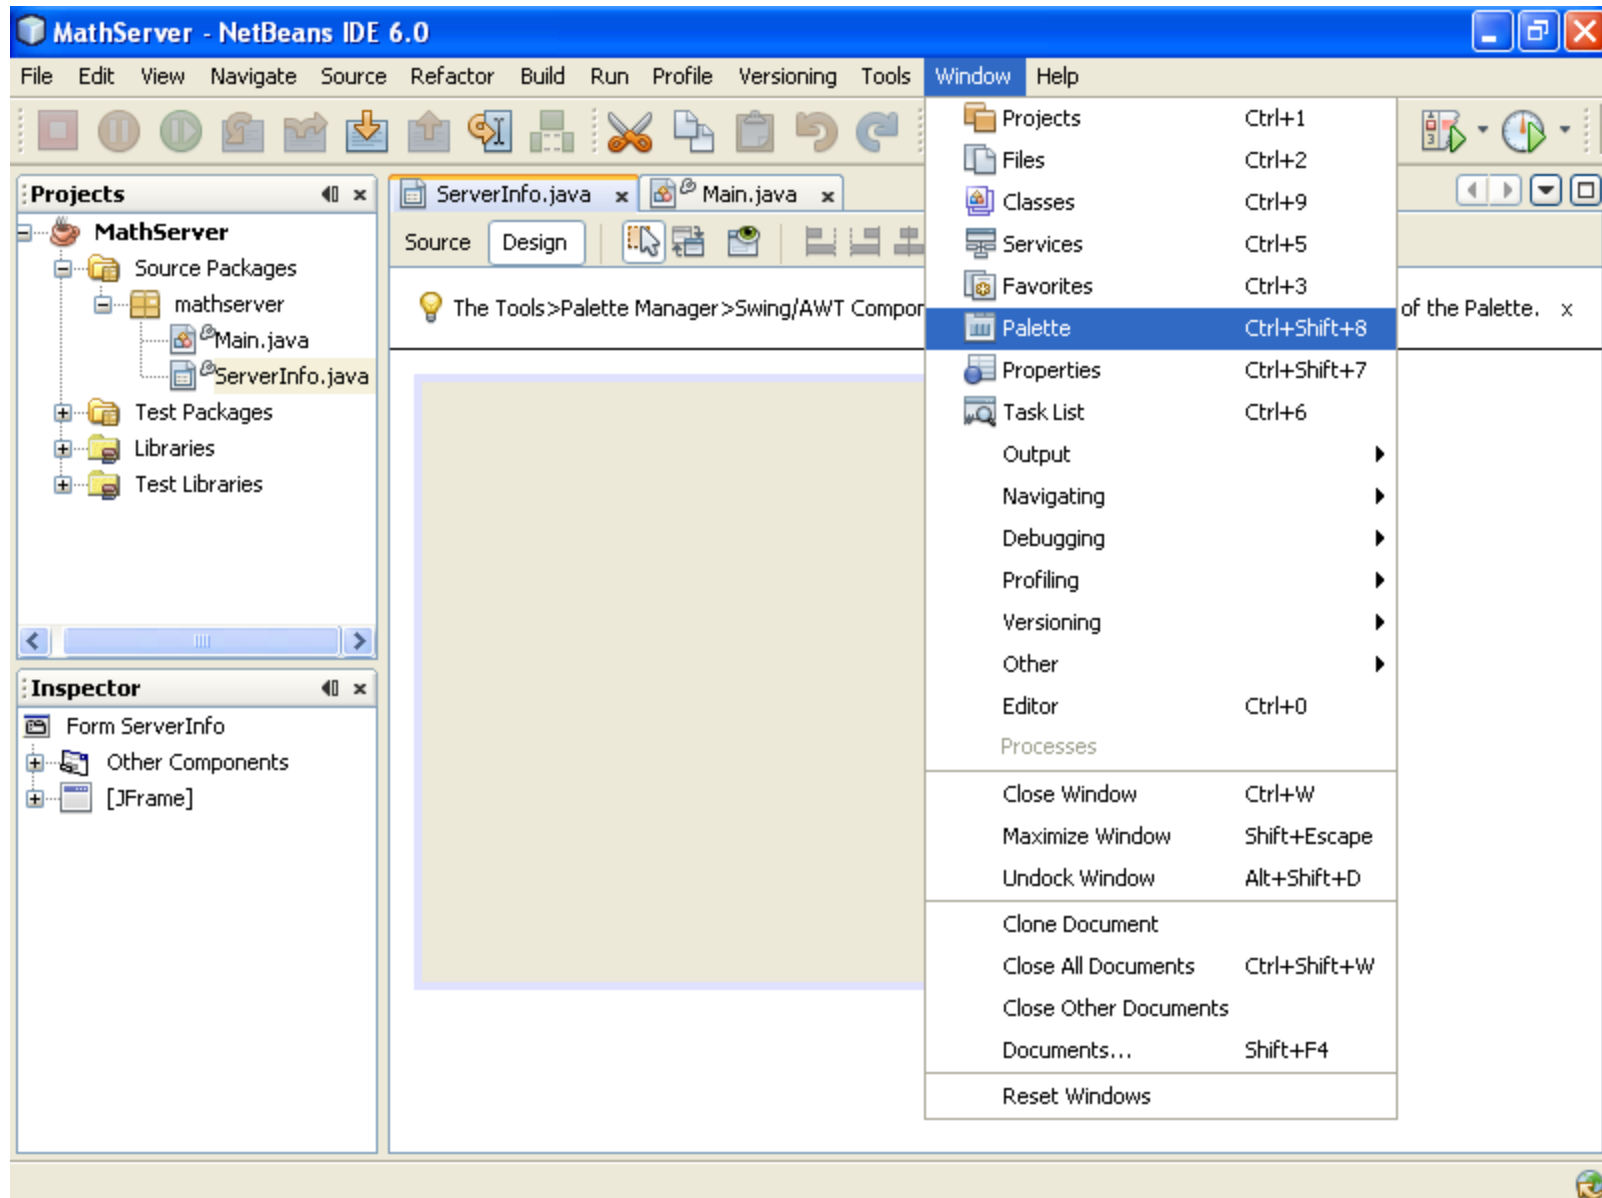 MathServer - NetBeans IDE 6.0
File Edit View Navigate Source Refactor Build Run Profile Versioning Tools Window Help
Projects
MathServer
Source Packages
mathserver
Main.java
ServerInfo.java
Test Packages
Libraries
Test Libraries
Inspector
Form ServerInfo
Other Components
[JFrame]
ServerInfo.java x Main.java x
Source Design
The Tools>Palette Manager>Swing/AWT Compon
of the Palette. x
Projects Ctrl+1
Files Ctrl+2
Classes Ctrl+9
Services Ctrl+5
Favorites Ctrl+3
Palette Ctrl+Shift+8
Properties Ctrl+Shift+7
Task List Ctrl+6
Output
Navigating
Debugging
Profiling
Versioning
Other
Editor Ctrl+0
Processes
Close Window Ctrl+W
Maximize Window Shift+Escape
Undock Window Alt+Shift+D
Clone Document
Close All Documents Ctrl+Shift+W
Close Other Documents
Documents... Shift+F4
Reset Windows